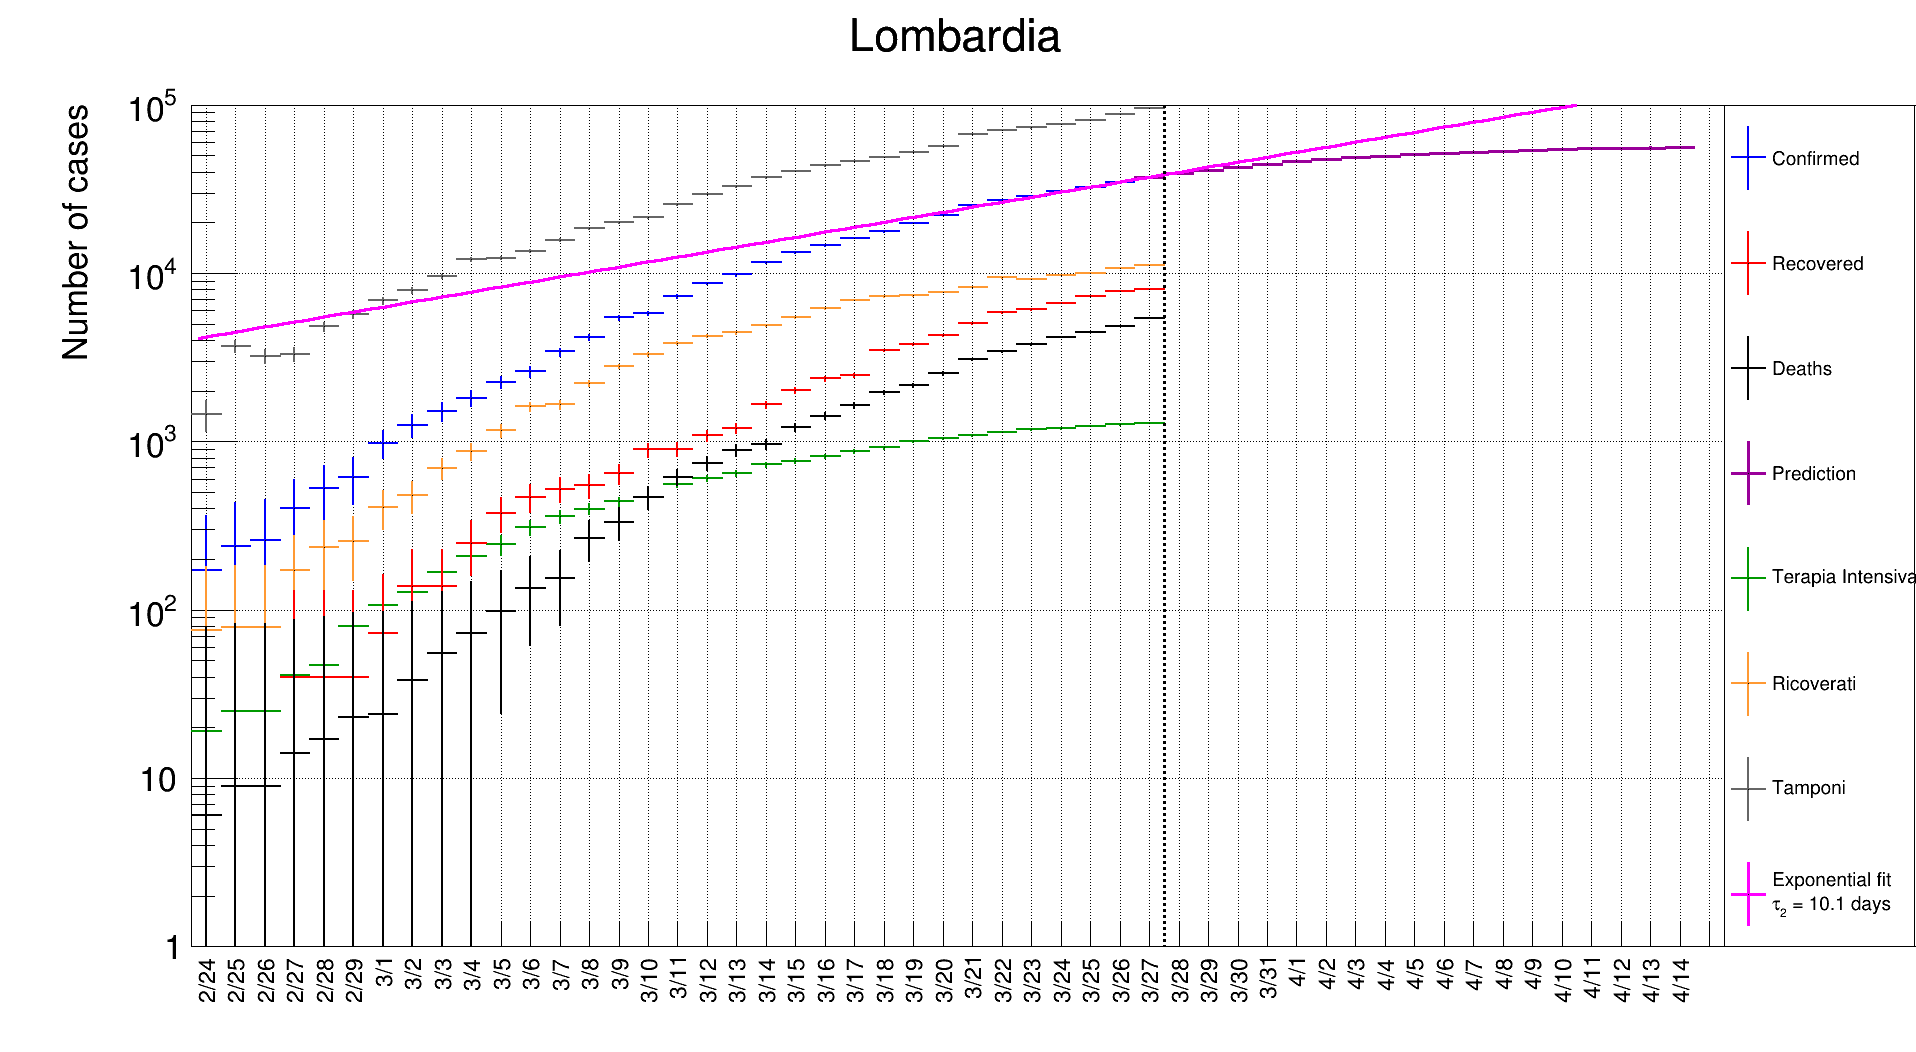 Lombardia
Number of cases
10^5
10^4
10^3
10^2
10
1
2/24 2/25 2/26 2/27 2/28 2/29 3/1 3/2 3/3 3/4 3/5 3/6 3/7 3/8 3/9 3/10 3/11 3/12 3/13 3/14 3/15 3/16 3/17 3/18 3/19 3/20 3/21 3/22 3/23 3/24 3/25 3/26 3/27 3/28 3/29 3/30 3/31 4/1 4/2 4/3 4/4 4/5 4/6 4/7 4/8 4/9 4/10 4/11 4/12 4/13 4/14
Confirmed
Recovered
Deaths
Prediction
Terapia Intensiva
Ricoverati
Tamponi
Exponential fit
τ₂ = 10.1 days